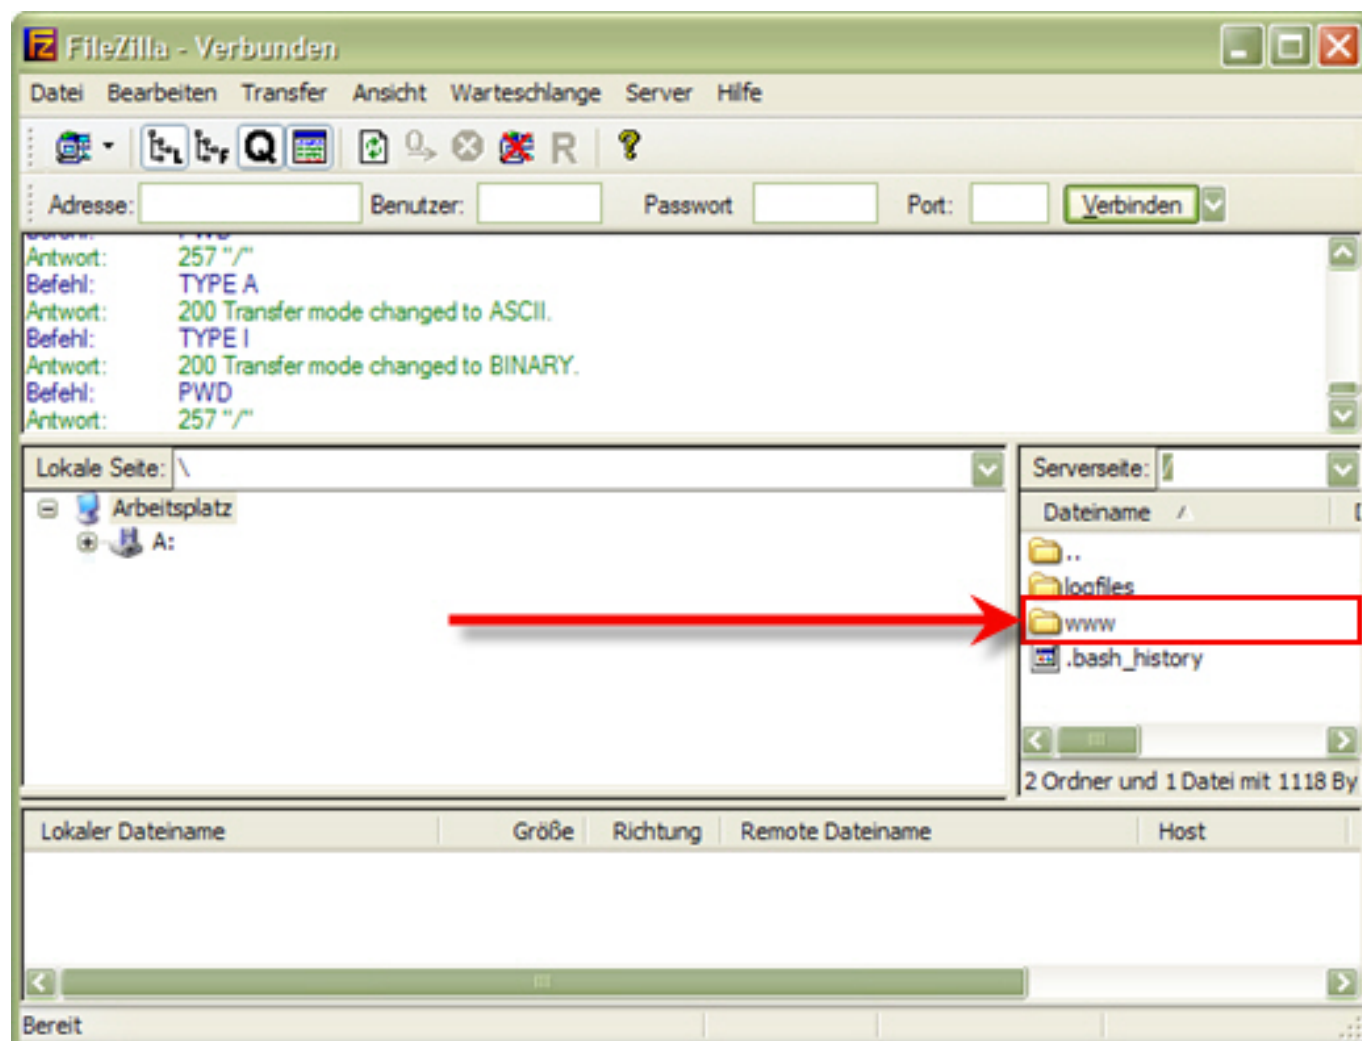 FileZilla - Verbunden
Datei Bearbeiten Transfer Ansicht Warteschlange Server Hilfe
Adresse: Benutzer: Passwort Port: Verbinden
Befehl: PWD
Antwort: 257 "/"
Befehl: TYPE A
Antwort: 200 Transfer mode changed to ASCII.
Befehl: TYPE I
Antwort: 200 Transfer mode changed to BINARY.
Befehl: PWD
Antwort: 257 "/"
Lokale Seite: \
Arbeitsplatz
A:
Serverseite: /
Dateiname
..
logfiles
www
.bash_history
2 Ordner und 1 Datei mit 1118 By
Lokaler Dateiname Größe Richtung Remote Dateiname Host
Bereit